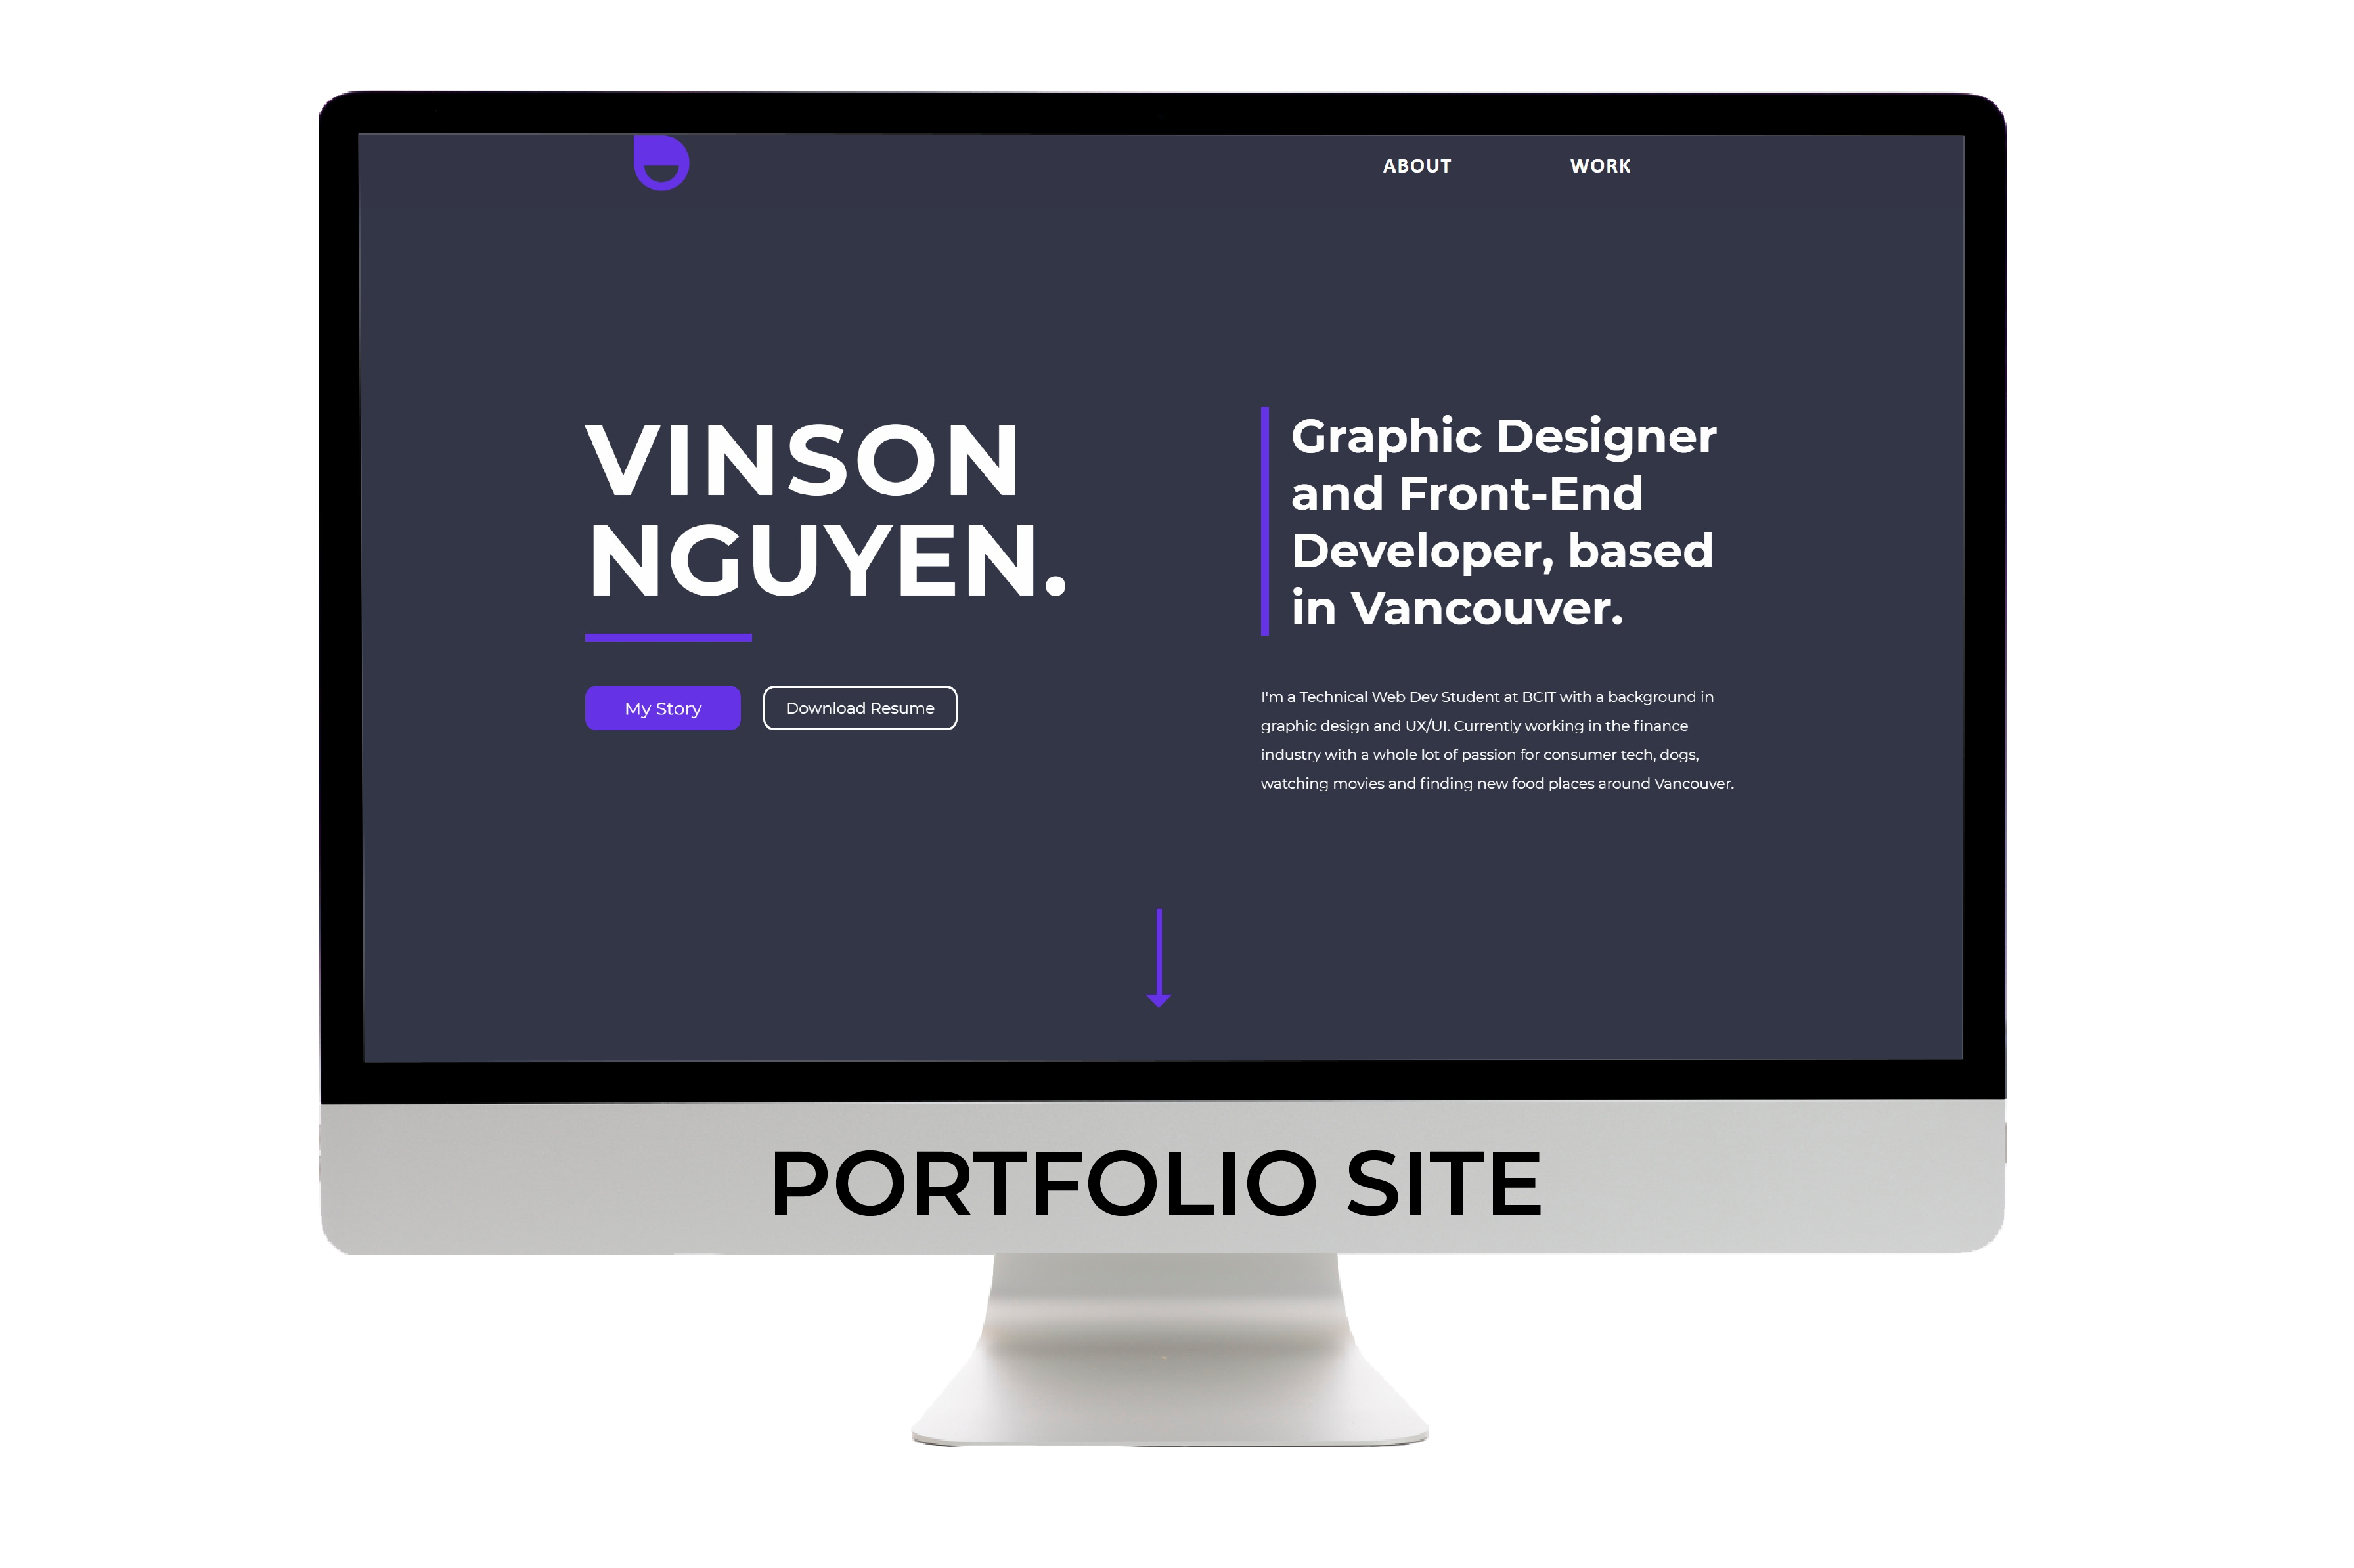 ABOUT WORK
VINSON
NGUYEN.
My Story Download Resume
Graphic Designer
and Front-End
Developer, based
in Vancouver.
I'm a Technical Web Dev Student at BCIT with a background in
graphic design and UX/UI. Currently working in the finance
industry with a whole lot of passion for consumer tech, dogs,
watching movies and finding new food places around Vancouver.
PORTFOLIO SITE